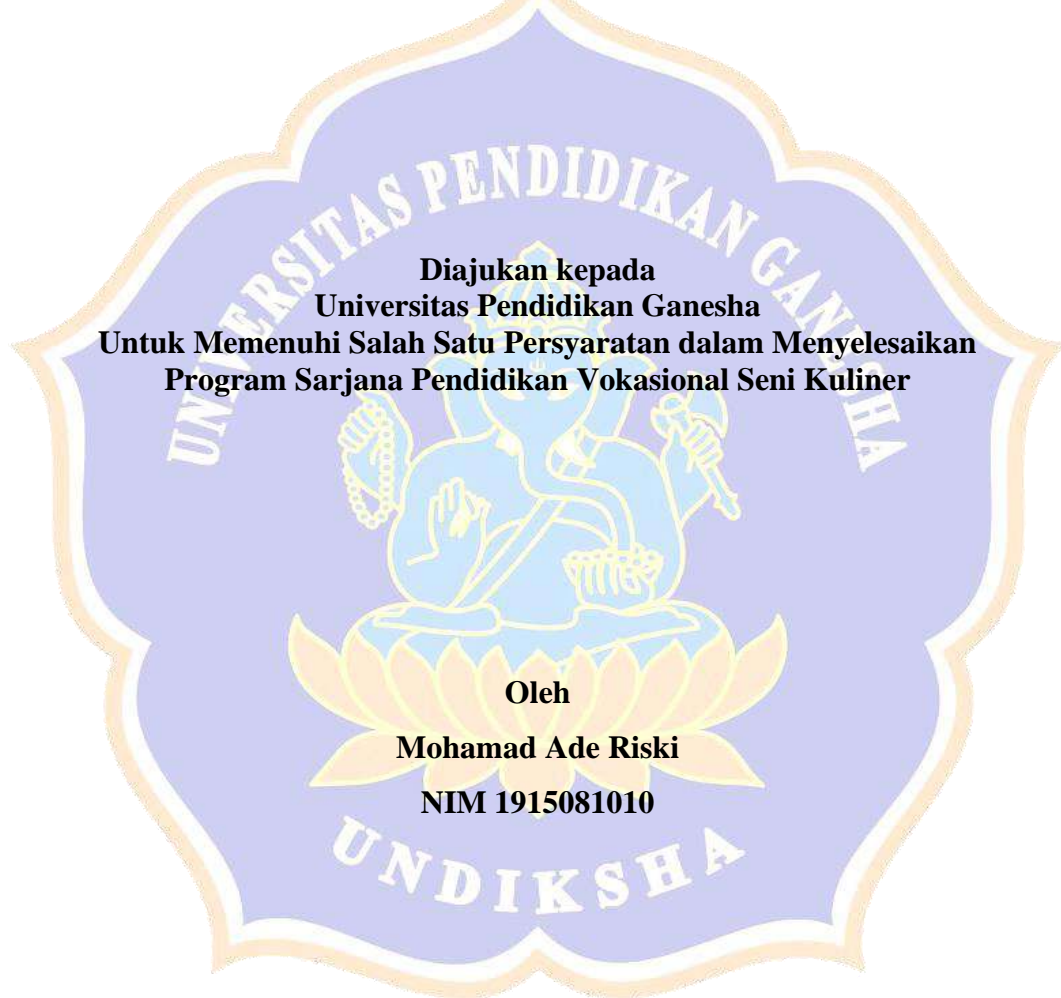 UNIVERSITAS PENDIDIKAN GANESHA
Diajukan kepada
Universitas Pendidikan Ganesha
Untuk Memenuhi Salah Satu Persyaratan dalam Menyelesaikan
Program Sarjana Pendidikan Vokasional Seni Kuliner
Oleh
Mohamad Ade Riski
NIM 1915081010
UNDIKSHA